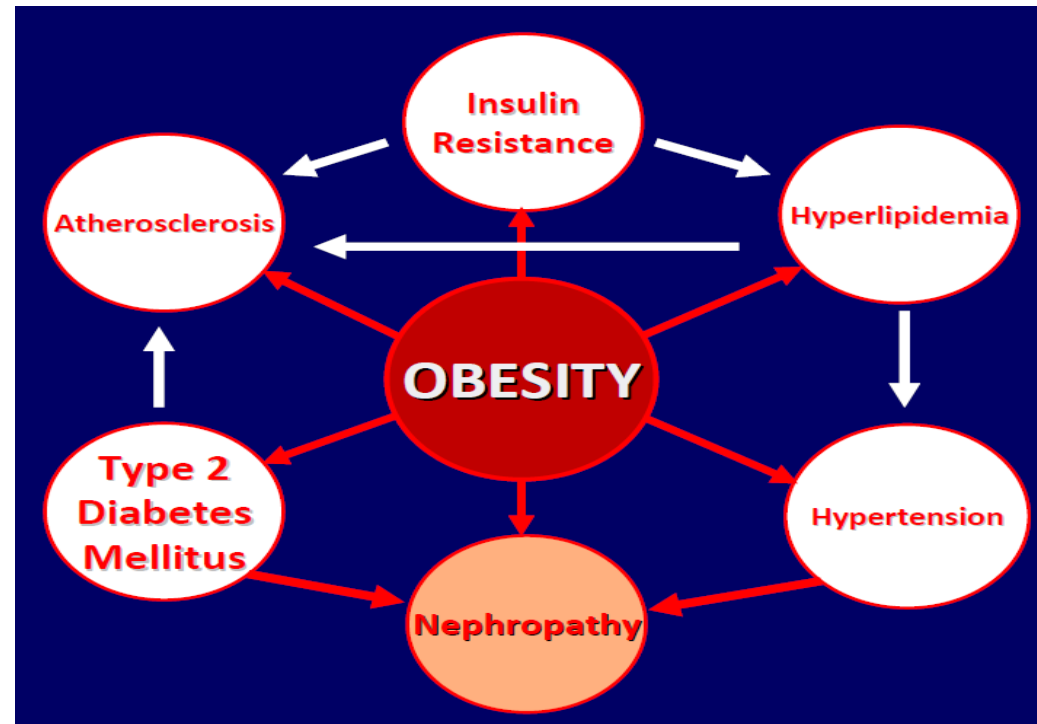 Insulin
Resistance
Atherosclerosis
Hyperlipidemia
OBESITY
Type 2
Diabetes
Mellitus
Hypertension
Nephropathy